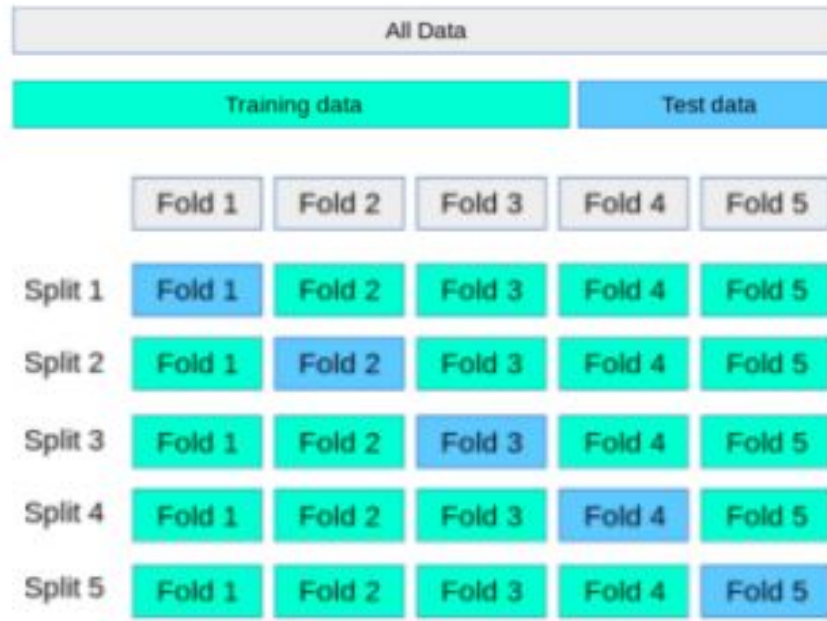 All Data
Training data Test data
Fold 1 Fold 2 Fold 3 Fold 4 Fold 5
Split 1 Fold 1 Fold 2 Fold 3 Fold 4 Fold 5
Split 2 Fold 1 Fold 2 Fold 3 Fold 4 Fold 5
Split 3 Fold 1 Fold 2 Fold 3 Fold 4 Fold 5
Split 4 Fold 1 Fold 2 Fold 3 Fold 4 Fold 5
Split 5 Fold 1 Fold 2 Fold 3 Fold 4 Fold 5